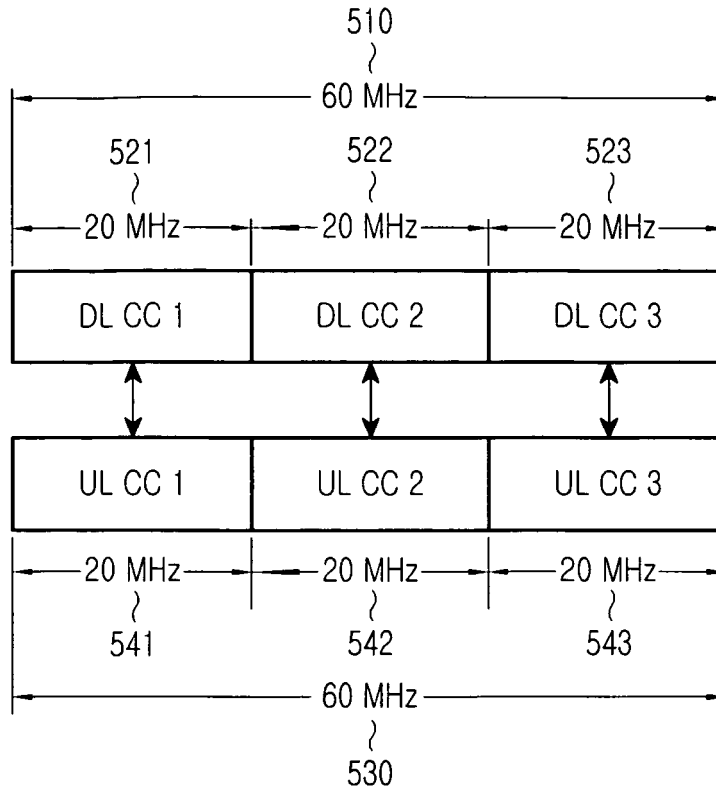 510
60 MHz
521 522 523
20 MHz 20 MHz 20 MHz
DL CC 1 DL CC 2 DL CC 3
UL CC 1 UL CC 2 UL CC 3
20 MHz 20 MHz 20 MHz
541 542 543
60 MHz
530